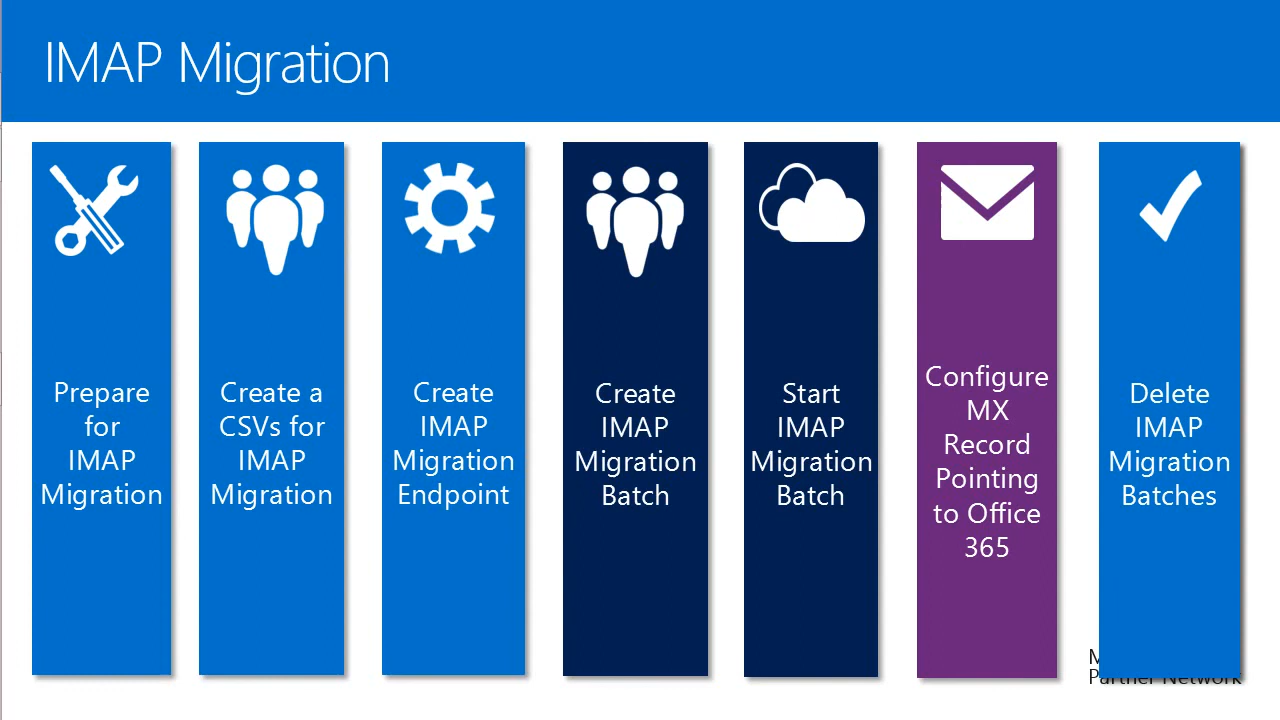 IMAP Migration
Prepare
for
IMAP
Migration
Create a
CSVs for
IMAP
Migration
Create
IMAP
Migration
Endpoint
Create
IMAP
Migration
Batch
Start
IMAP
Migration
Batch
Configure
MX
Record
Pointing
to Office
365
Delete
IMAP
Migration
Batches
Partner Network